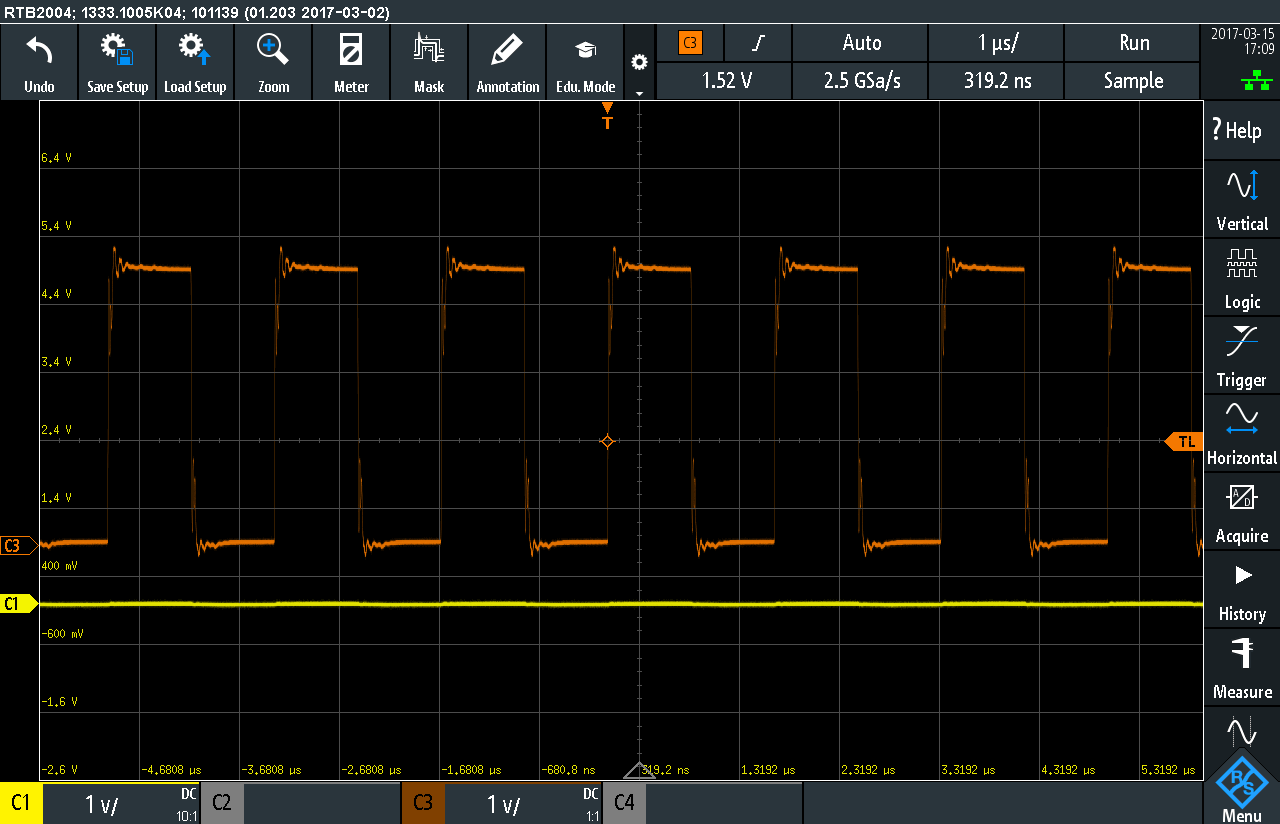 RTB2004; 1333.1005K04; 101139 (01.203 2017-03-02)
Undo
Save Setup
Load Setup
Zoom
Meter
Mask
Annotation
Edu. Mode
C3
Auto
1 µs/
Run
1.52 V
2.5 GSa/s
319.2 ns
Sample
2017-03-15
17:09
T
6.4 V
5.4 V
4.4 V
3.4 V
2.4 V
1.4 V
400 mV
-600 mV
-1.6 V
-2.6 V
TL
C3
C1
-4.6808 µs
-3.6808 µs
-2.6808 µs
-1.6808 µs
-680.8 ns
319.2 ns
1.3192 µs
2.3192 µs
3.3192 µs
4.3192 µs
5.3192 µs
? Help
Vertical
Logic
Trigger
Horizontal
A/D
Acquire
History
Measure
R&S
Menu
C1
1 V/
DC
10:1
C2
C3
1 V/
DC
1:1
C4